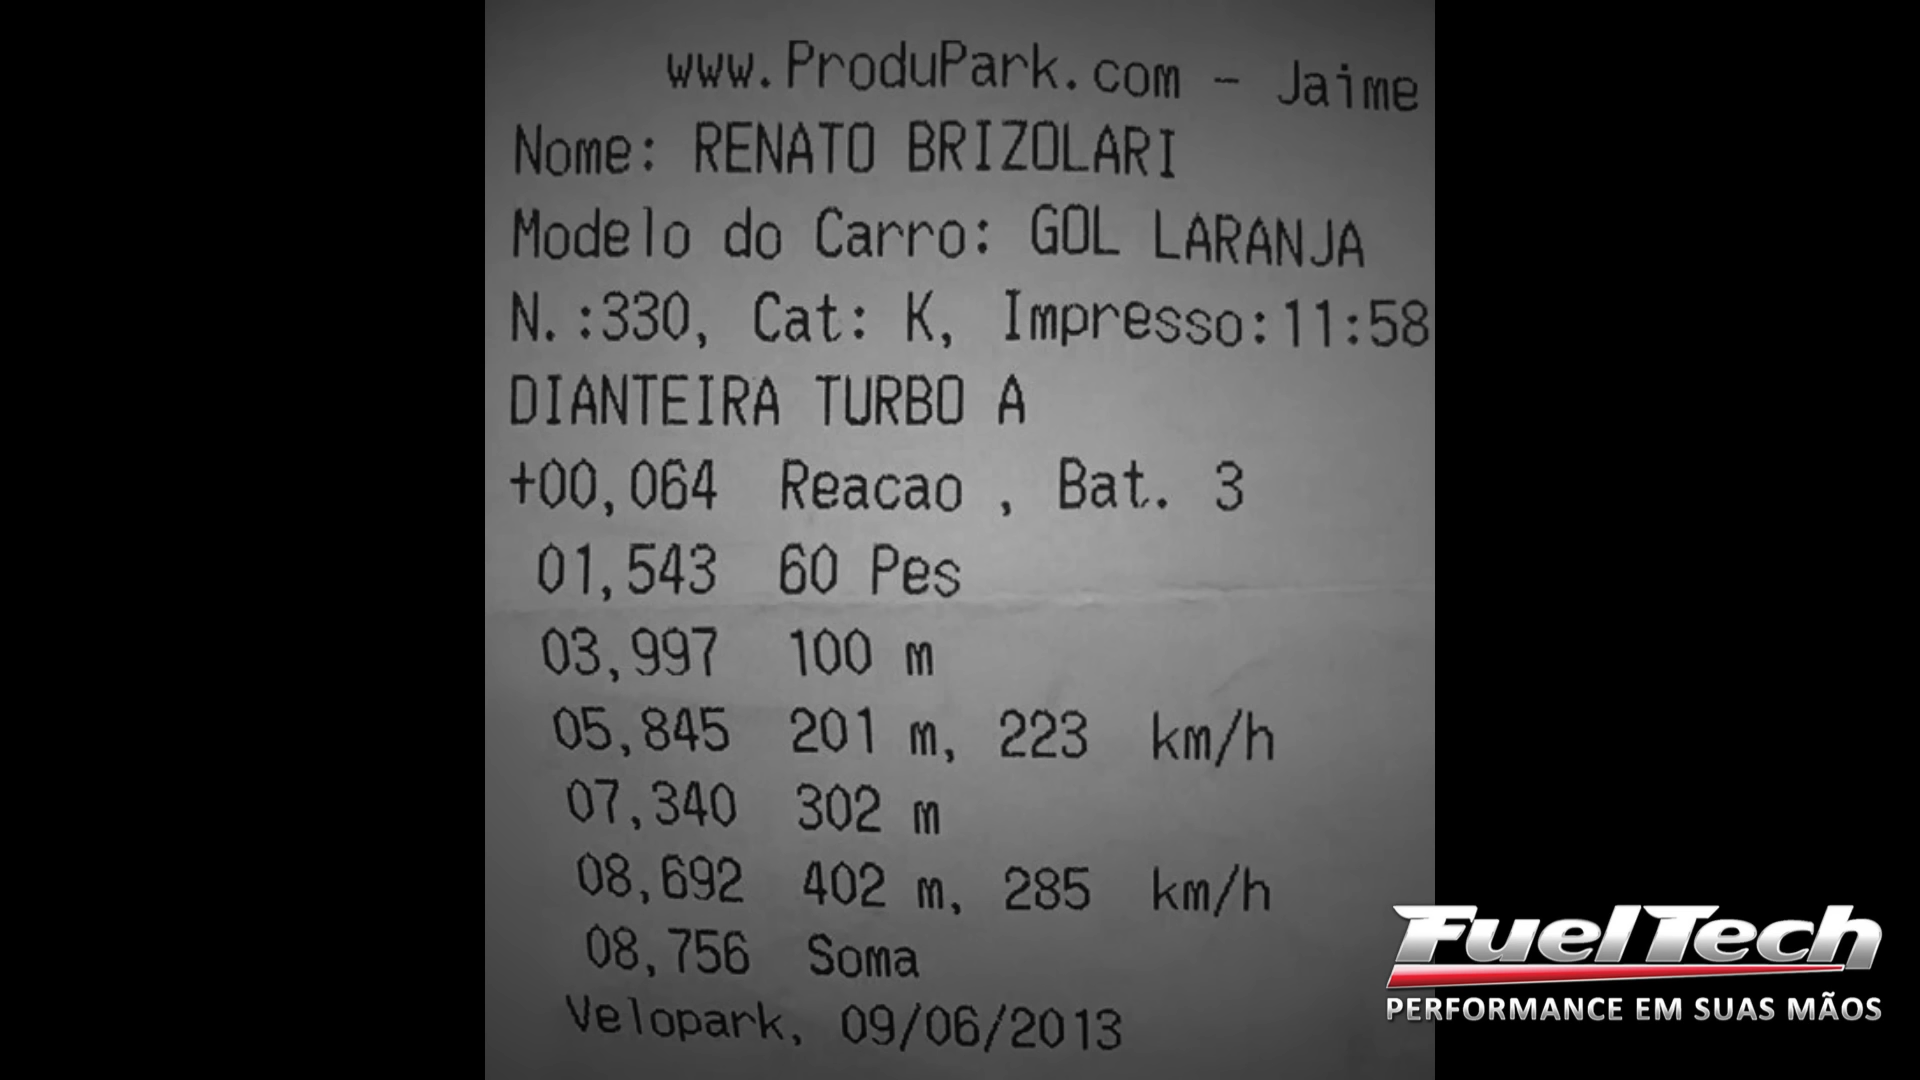 www.ProduPark.com - Jaime
Nome: RENATO BRIZOLARI
Modelo do Carro: GOL LARANJA
N.:330, Cat: K, Impresso:11:58
DIANTEIRA TURBO A
+00,064 Reacao , Bat. 3
01,543 60 Pes
03,997 100 m
05,845 201 m, 223 km/h
07,340 302 m
08,692 402 m, 285 km/h
08,756 Soma
Velopark, 09/06/2013
FuelTech
PERFORMANCE EM SUAS MÃOS